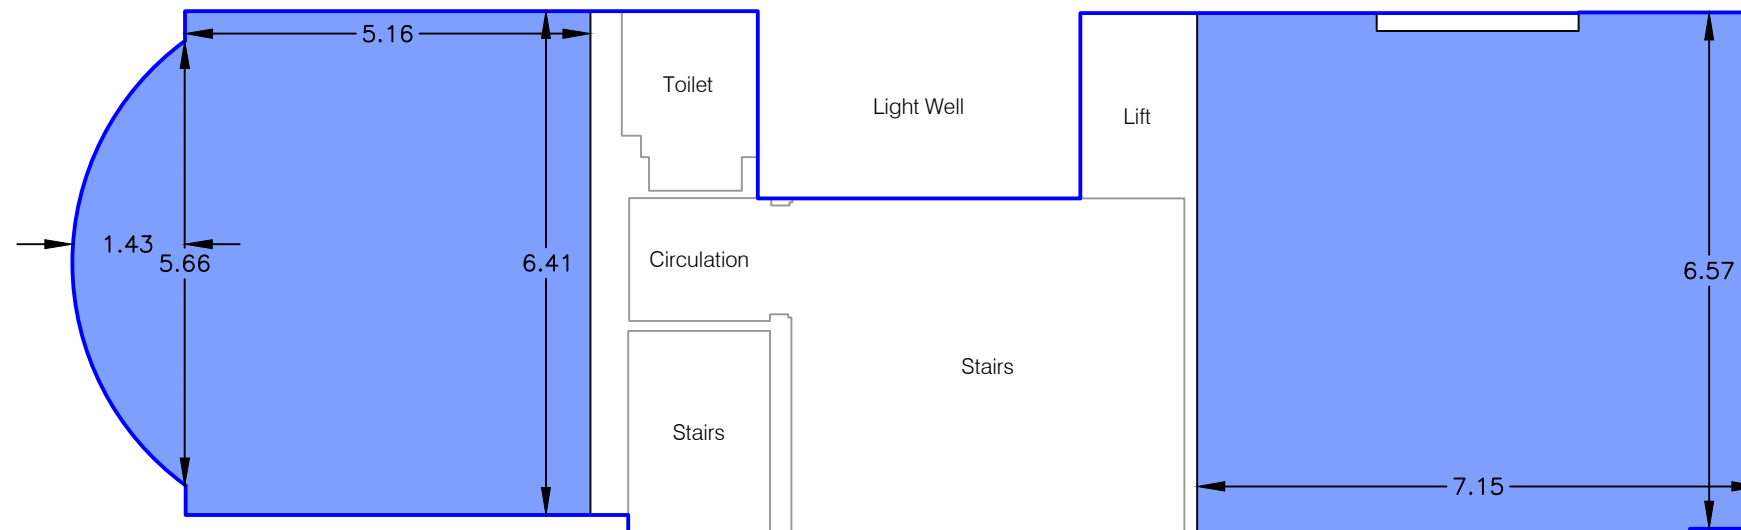 5.16
Toilet
Light Well
Lift
1.43
5.66
6.41
Circulation
6.57
Stairs
Stairs
7.15